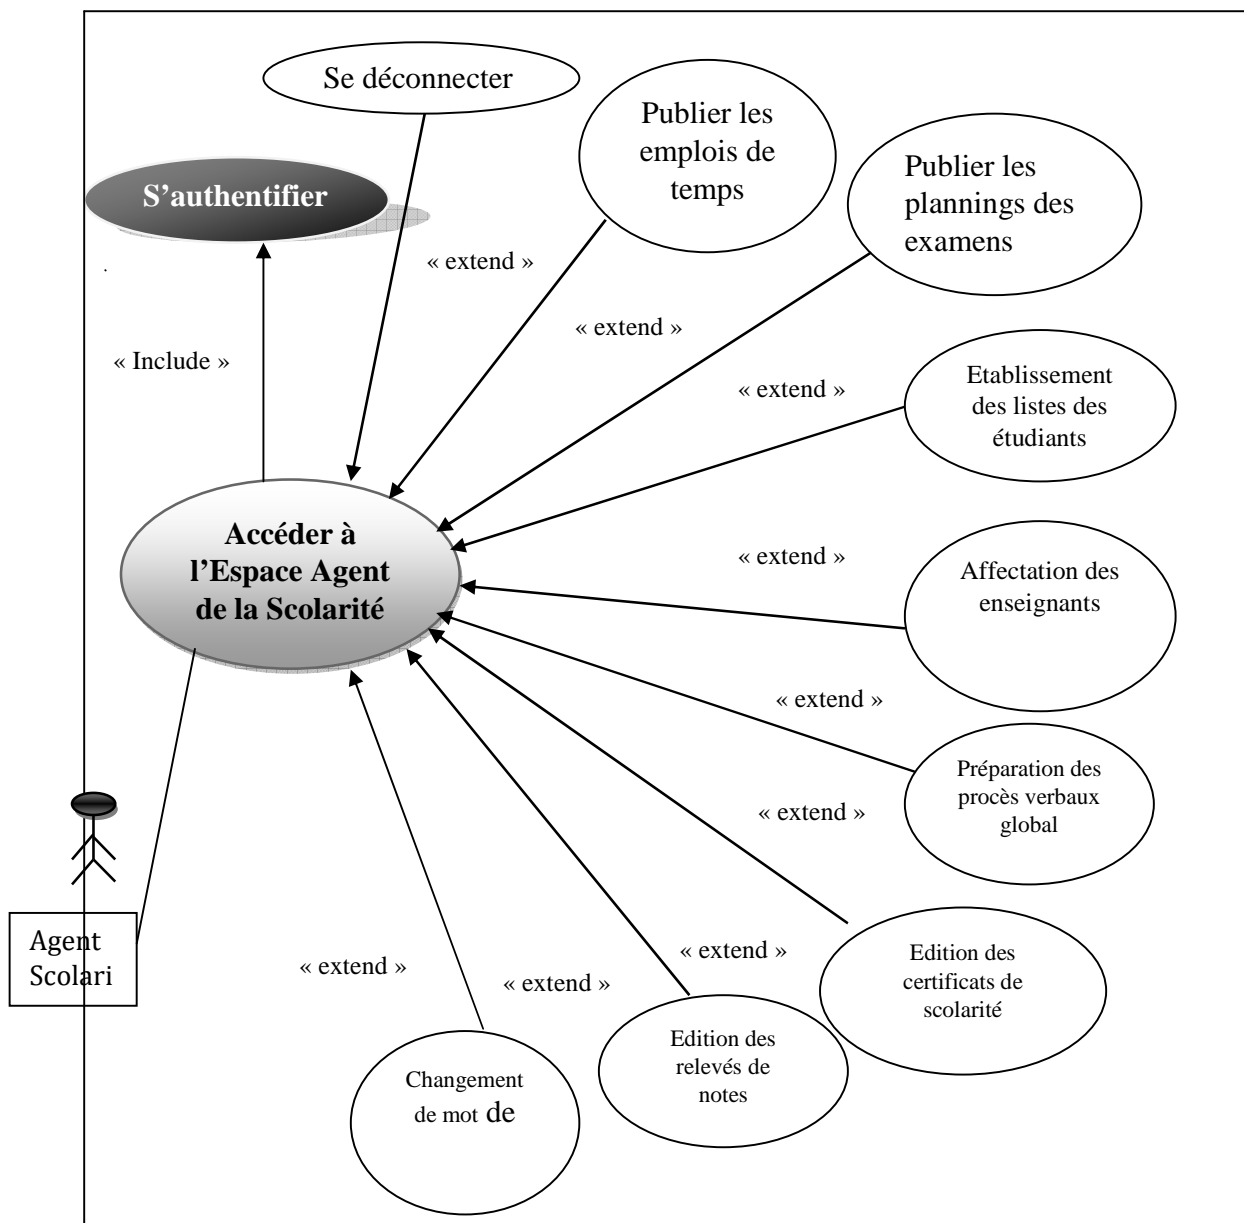 Se déconnecter
Publier les
emplois de
temps
Publier les
plannings des
examens
S’authentifier
« extend »
« extend »
« Include »
« extend »
Etablissement
des listes des
étudiants
Accéder à
l’Espace Agent
de la Scolarité
« extend »
Affectation des
enseignants
« extend »
Préparation des
procès verbaux
global
« extend »
Agent
Scolari
« extend »
« extend »
« extend »
Edition des
certificats de
scolarité
Edition des
relevés de
notes
Changement
de mot de